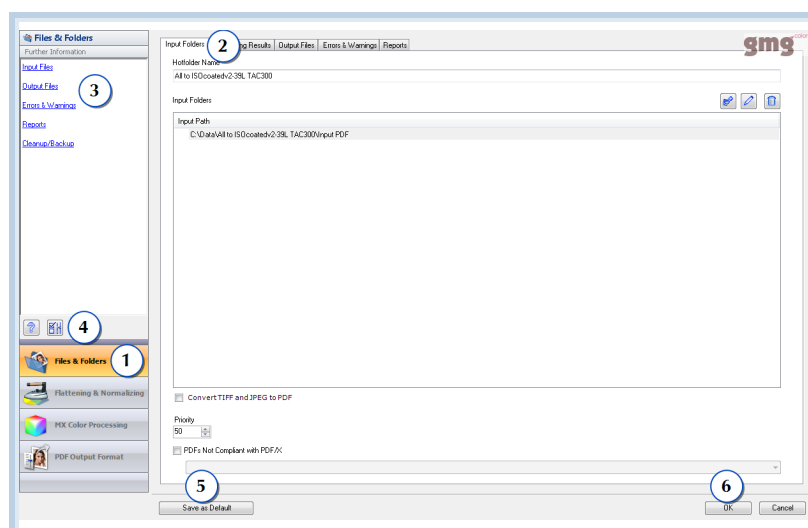 Files & Folders
Further Information
Input Files
Output Files
Errors & Warnings
Reports
Cleanup/Backup
3
4
Files & Folders
1
Flattening & Normalizing
MX Color Processing
PDF Output Format
Input Folders
2
Results
Output Files
Errors & Warnings
Reports
gmg color
Hotfolder Name
All to ISOcoatedv2-39L TAC300
Input Folders
Input Path
C:\Data\All to ISOcoatedv2-39L TAC300\Input PDF
Convert TIFF and JPEG to PDF
Priority
50
PDFs Not Compliant with PDF/X
5
Save as Default
6
OK
Cancel